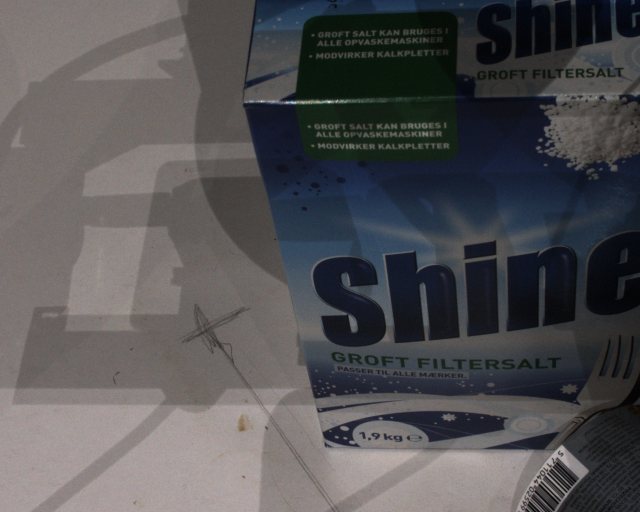 • GROFT SALT KAN BRUGES I
ALLE OPVASKEMASKINER
• MODVIRKER KALKPLETTER
Shine
GROFT FILTERSALT
• GROFT SALT KAN BRUGES I
ALLE OPVASKEMASKINER
• MODVIRKER KALKPLETTER
Shine
GROFT FILTERSALT
PASSER TIL ALLE MÆRKER.
1,9 kg ℮